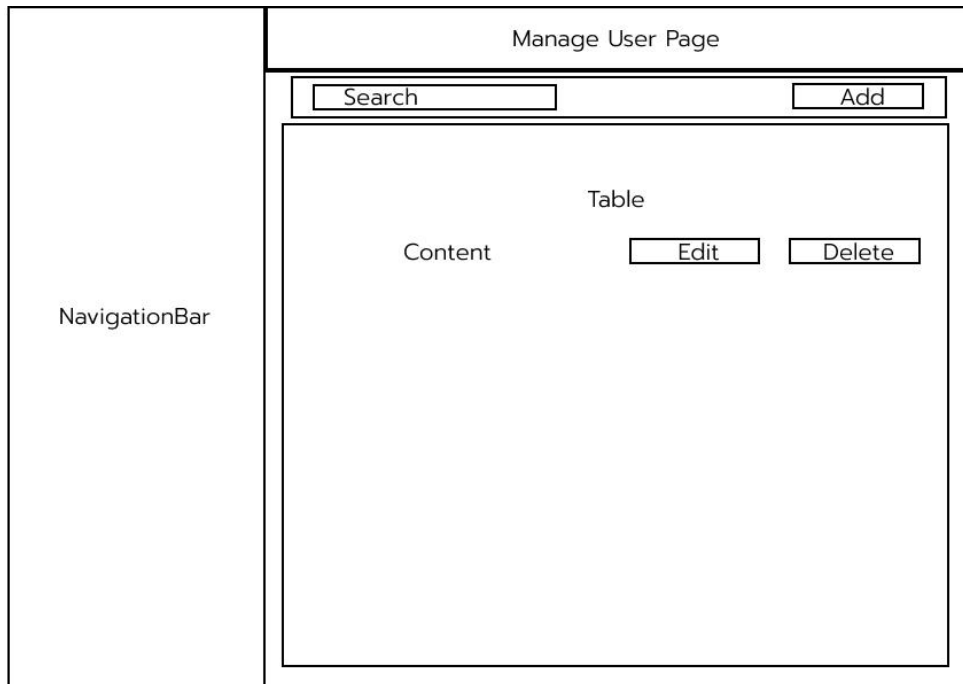 Manage User Page
Search
Add
Table
Content
Edit
Delete
NavigationBar